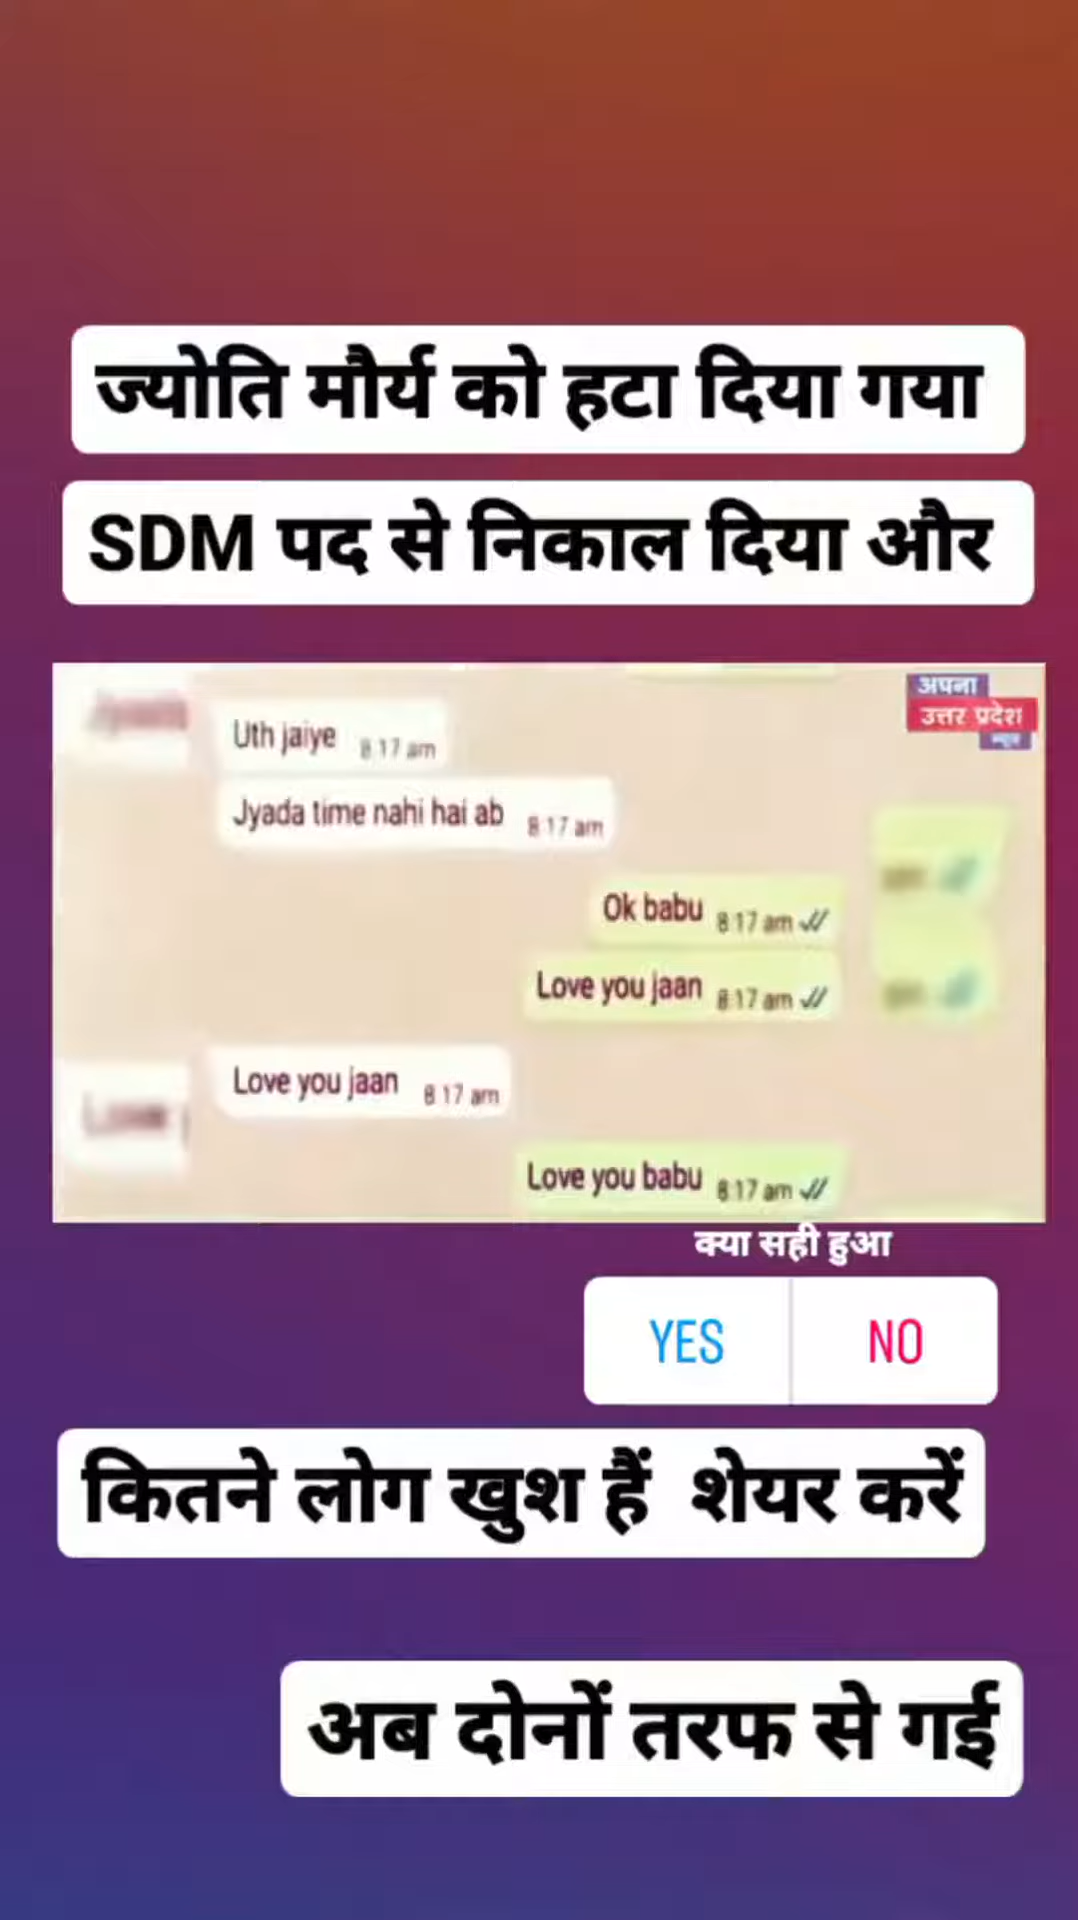 ज्योति मौर्य को हटा दिया गया
SDM पद से निकाल दिया और
अपना
उत्तर प्रदेश
Uth jaiye 8:17 am
Jyada time nahi hai ab 8:17 am
Ok babu 8:17 am
Love you jaan 8:17 am
Love you jaan 8:17 am
Love you babu 8:17 am
क्या सही हुआ
YES NO
कितने लोग खुश हैं शेयर करें
अब दोनों तरफ से गई